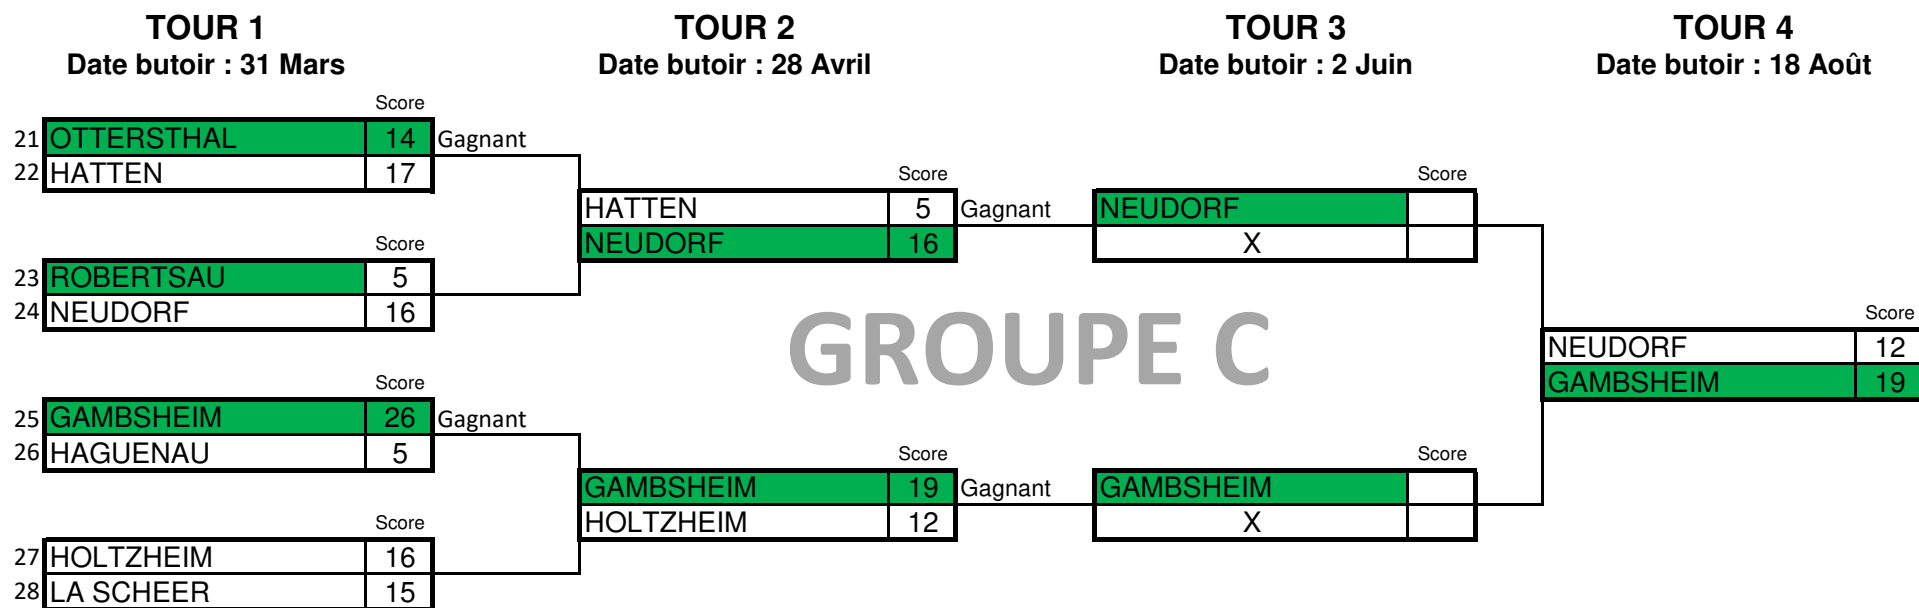 TOUR 1
Date butoir : 31 Mars
TOUR 2
Date butoir : 28 Avril
TOUR 3
Date butoir : 2 Juin
TOUR 4
Date butoir : 18 Août
Score
21 OTTERSTHAL 14 Gagnant
22 HATTEN 17
Score
23 ROBERTSAU 5
24 NEUDORF 16
Score
25 GAMBSHEIM 26 Gagnant
26 HAGUENAU 5
Score
27 HOLTZHEIM 16
28 LA SCHEER 15
Score
HATTEN 5 Gagnant
NEUDORF 16
Score
GAMBSHEIM 19 Gagnant
HOLTZHEIM 12
Score
NEUDORF
X
GROUPE C
Score
GAMBSHEIM
X
Score
NEUDORF 12
GAMBSHEIM 19